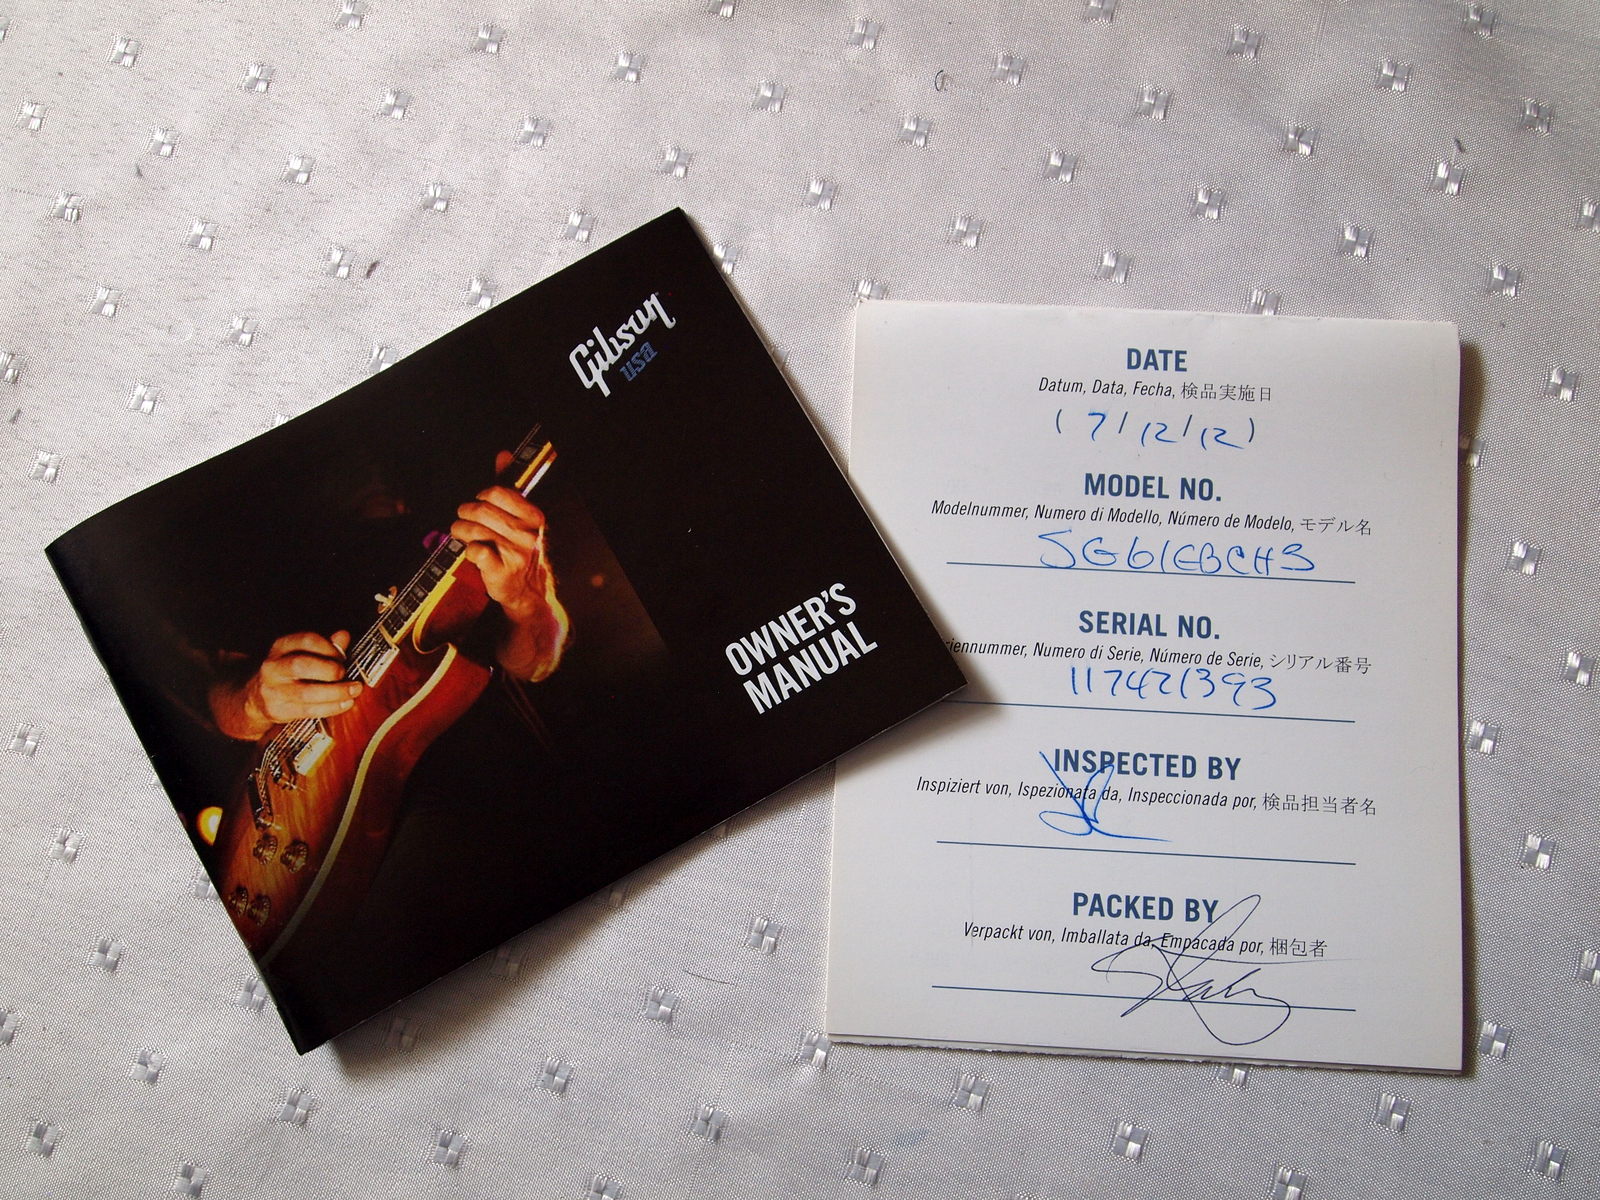 Gibson
usa
OWNER'S
MANUAL
DATE
Datum, Data, Fecha, 検品実施日
17/12/12
MODEL NO.
Modelnummer, Numero di Modello, Número de Modelo, モデル名
SG61EBCH3
SERIAL NO.
riennummer, Numero di Serie, Número de Serie, シリアル番号
117421393
INSPECTED BY
Inspiziert von, Ispezionata da, Inspeccionada por, 検品担当者名
PACKED BY
Verpackt von, Imballata da, Empacada por, 梱包者